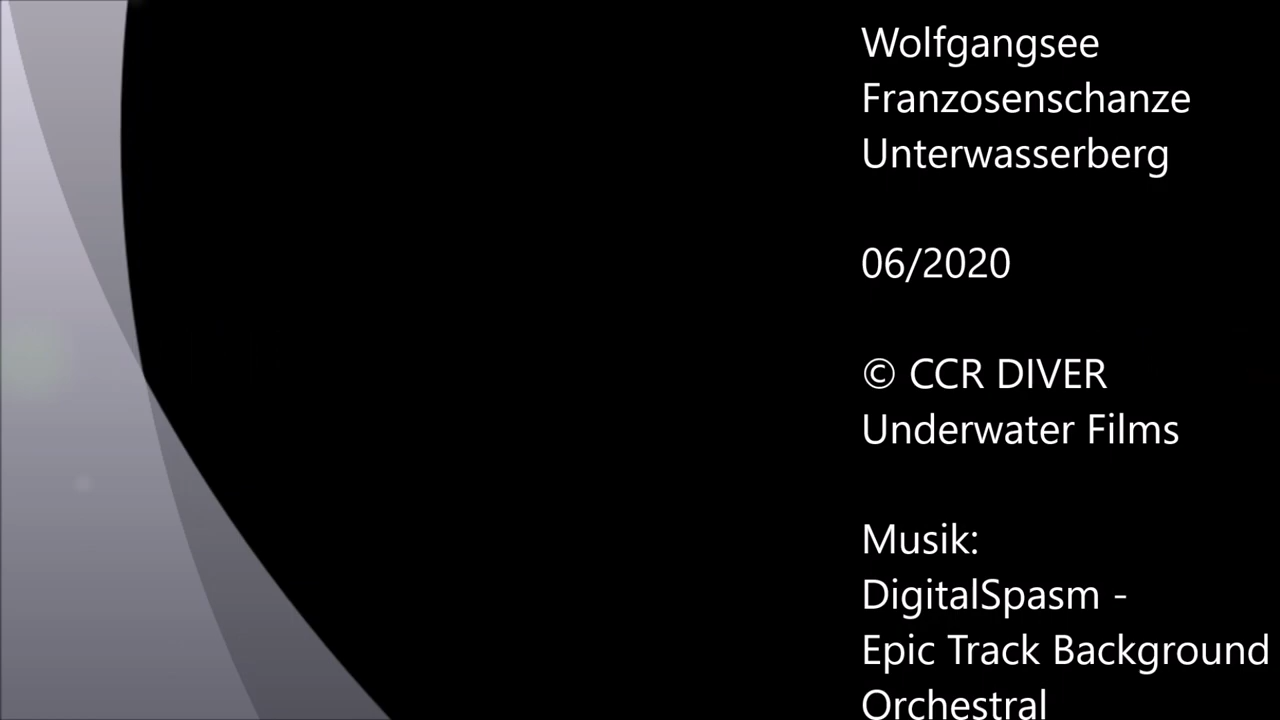 Wolfgangsee
Franzosenschanze
Unterwasserberg
06/2020
© CCR DIVER
Underwater Films
Musik:
DigitalSpasm -
Epic Track Background
Orchestral